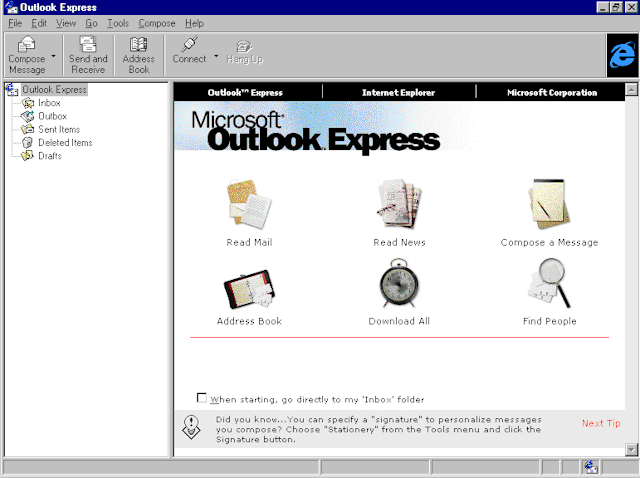 Outlook Express
File Edit View Go Tools Compose Help
Compose Message
Send and Receive
Address Book
Connect
Hang Up
Outlook Express
Inbox
Outbox
Sent Items
Deleted Items
Drafts
Outlook™ Express
Internet Explorer
Microsoft Corporation
Microsoft®
Outlook Express
Read Mail
Read News
Compose a Message
Address Book
Download All
Find People
When starting, go directly to my 'Inbox' folder
Did you know...You can specify a "signature" to personalize messages
you compose? Choose "Stationery" from the Tools menu and click the
Signature button.
Next Tip